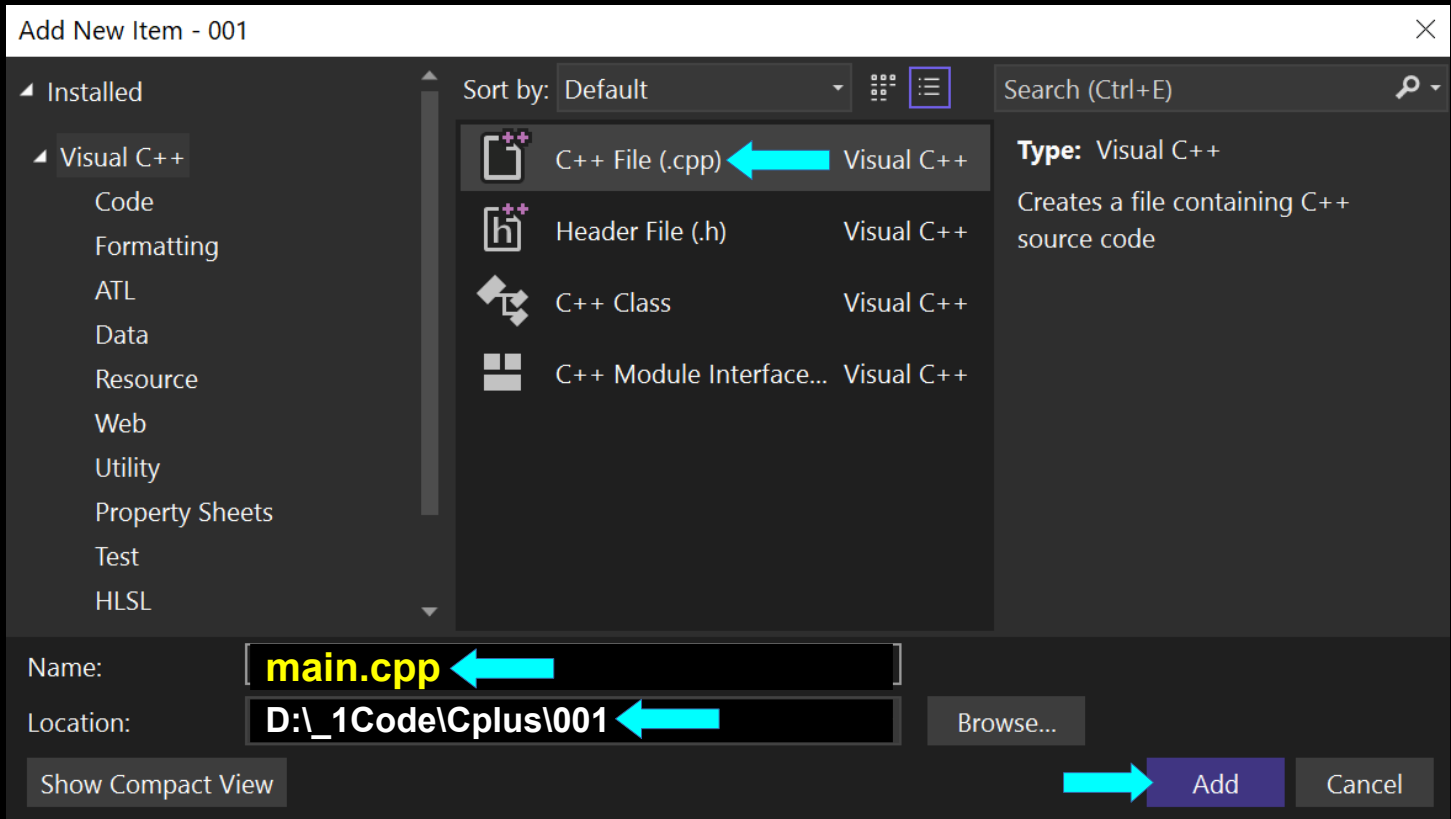 Add New Item - 001
Installed
Visual C++
Code
Formatting
ATL
Data
Resource
Web
Utility
Property Sheets
Test
HLSL
Sort by: Default
C++ File (.cpp) Visual C++
Header File (.h) Visual C++
C++ Class Visual C++
C++ Module Interface... Visual C++
Search (Ctrl+E)
Type: Visual C++
Creates a file containing C++
source code
Name: main.cpp
Location: D:\_1Code\Cplus\001 Browse...
Show Compact View Add Cancel